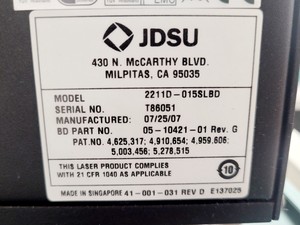 JDSU
430 N. McCARTHY BLVD.
MILPITAS, CA 95035
MODEL 2211D-015SLBD
SERIAL NO. T86051
MANUFACTURED: 07/25/07
BD PART NO. 05-10421-01 Rev. G
PAT.NO. 4,625,317; 4,910,654; 4,959,606;
5,003,456; 5,278,515
THIS LASER PRODUCT COMPLIES
WITH 21 CFR 1040 AS APPLICABLE
10
MADE IN SINGAPORE 41-001-031 REV D E137025